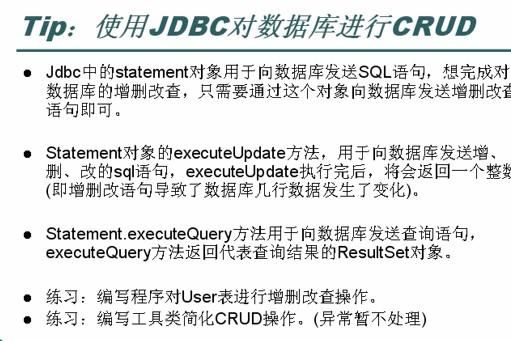 Tip：使用JDBC对数据库进行CRUD
● Jdbc中的statement对象用于向数据库发送SQL语句，想完成对
数据库的增删改查，只需要通过这个对象向数据库发送增删改查
语句即可。
● Statement对象的executeUpdate方法，用于向数据库发送增、
删、改的sql语句，executeUpdate执行完后，将会返回一个整数
(即增删改语句导致了数据库几行数据发生了变化)。
● Statement.executeQuery方法用于向数据库发送查询语句，
executeQuery方法返回代表查询结果的ResultSet对象。
● 练习：编写程序对User表进行增删改查操作。
● 练习：编写工具类简化CRUD操作。(异常暂不处理)